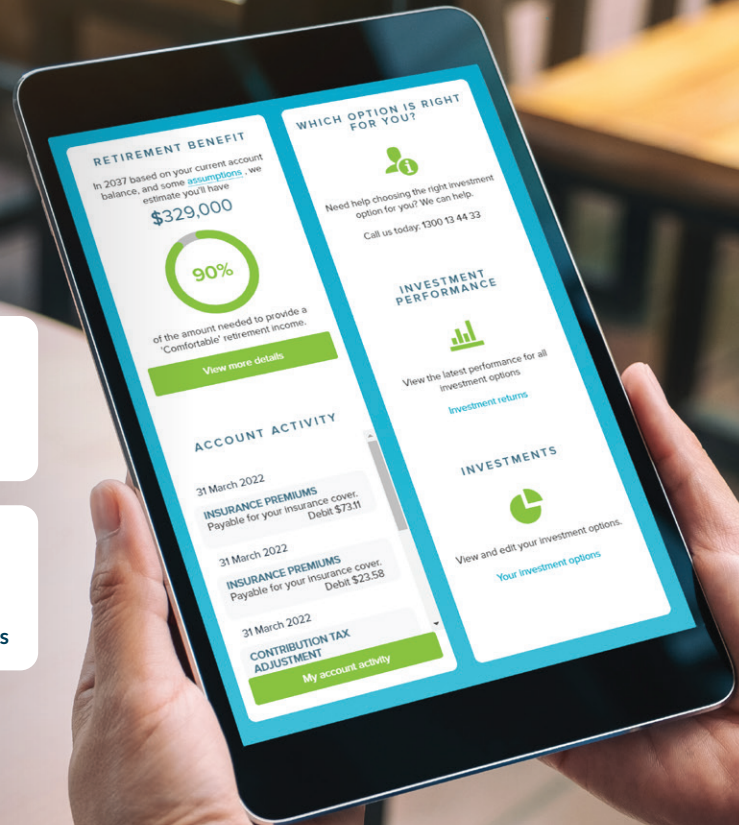 RETIREMENT BENEFIT
In 2037 based on your current account
balance, and some assumptions , we
estimate you'll have
$329,000
90%
of the amount needed to provide a
'Comfortable' retirement income.
View more details
ACCOUNT ACTIVITY
31 March 2022
INSURANCE PREMIUMS
Payable for your insurance cover.
Debit $73.11
31 March 2022
INSURANCE PREMIUMS
Payable for your insurance cover.
Debit $23.58
31 March 2022
CONTRIBUTION TAX
ADJUSTMENT
My account activity
WHICH OPTION IS RIGHT
FOR YOU?
Need help choosing the right investment
option for you? We can help.
Call us today: 1300 13 44 33
INVESTMENT
PERFORMANCE
View the latest performance for all
investment options
Investment returns
INVESTMENTS
View and edit your investment options.
Your investment options
s